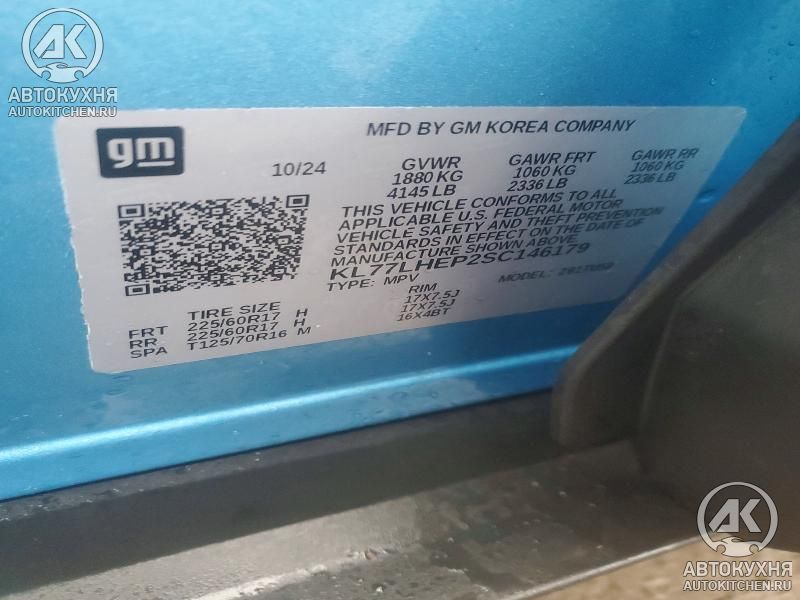 АК
АВТОКУХНЯ
AUTOKITCHEN.RU
gm
MFD BY GM KOREA COMPANY
10/24
GVWR GAWR FRT GAWR RR
1880 KG 1060 KG 1060 KG
4145 LB 2336 LB 2336 LB
THIS VEHICLE CONFORMS TO ALL
APPLICABLE U.S. FEDERAL MOTOR
VEHICLE SAFETY AND THEFT PREVENTION
STANDARDS IN EFFECT ON THE DATE OF
MANUFACTURE SHOWN ABOVE.
KL77LHEP2SC146179
TYPE: MPV MODEL:
TIRE SIZE RIM
FRT 225/60R17 H 17X7.5J
RR 225/60R17 H 17X7.5J
SPA T125/70R16 M 16X4BT
АК
АВТОКУХНЯ
AUTOKITCHEN.RU